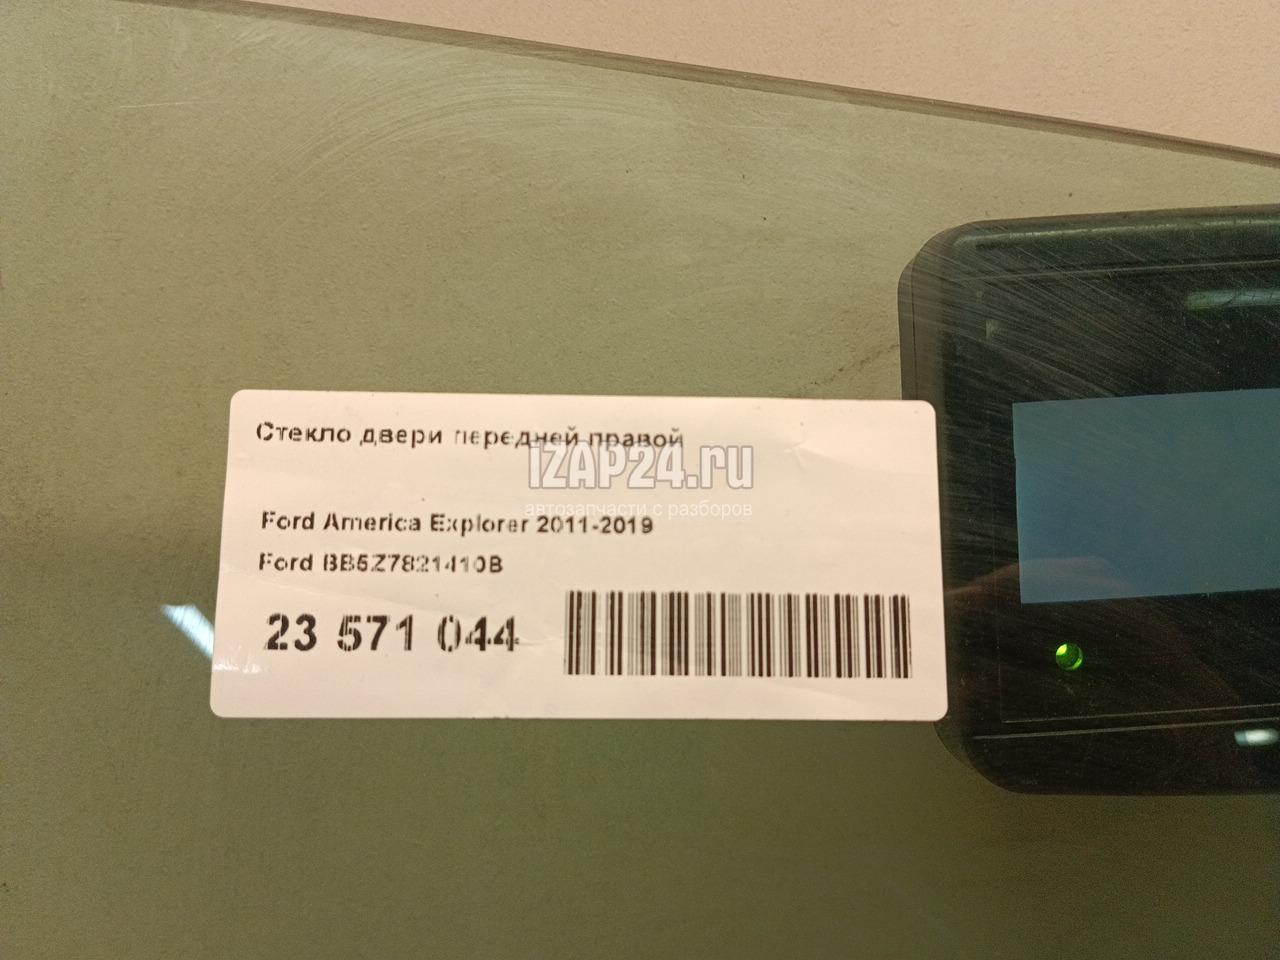 Стекло двери передней правой
iZAP24.ru
автозапчасти с разборов
Ford America Explorer 2011-2019
Ford BB5Z7821410B
23 571 044